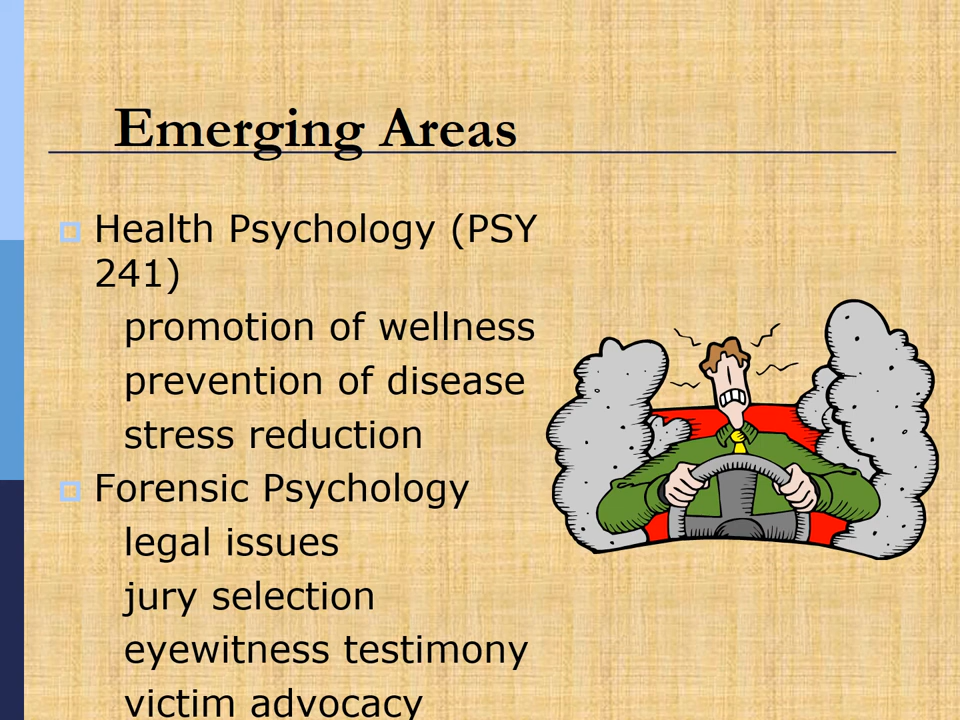 Emerging Areas
Health Psychology (PSY
241)
promotion of wellness
prevention of disease
stress reduction
Forensic Psychology
legal issues
jury selection
eyewitness testimony
victim advocacy